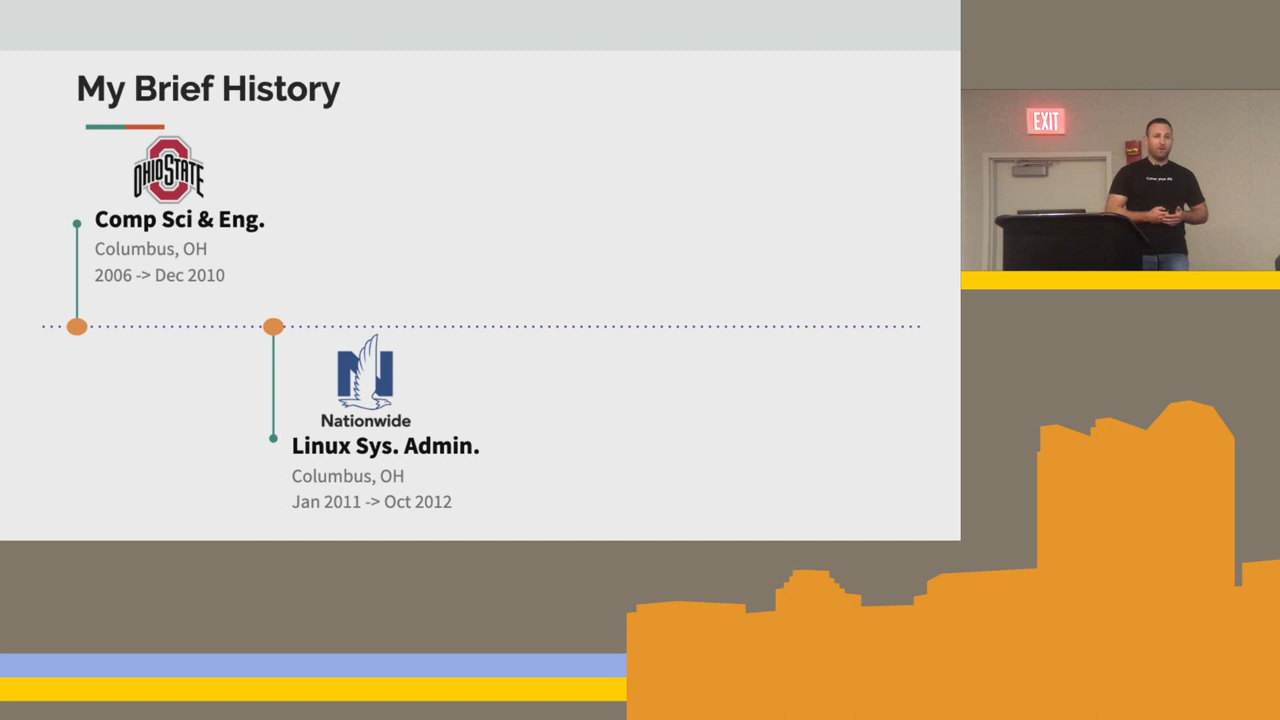 My Brief History
OHIO STATE
Comp Sci & Eng.
Columbus, OH
2006 -> Dec 2010
N
Nationwide
Linux Sys. Admin.
Columbus, OH
Jan 2011 -> Oct 2012
EXIT